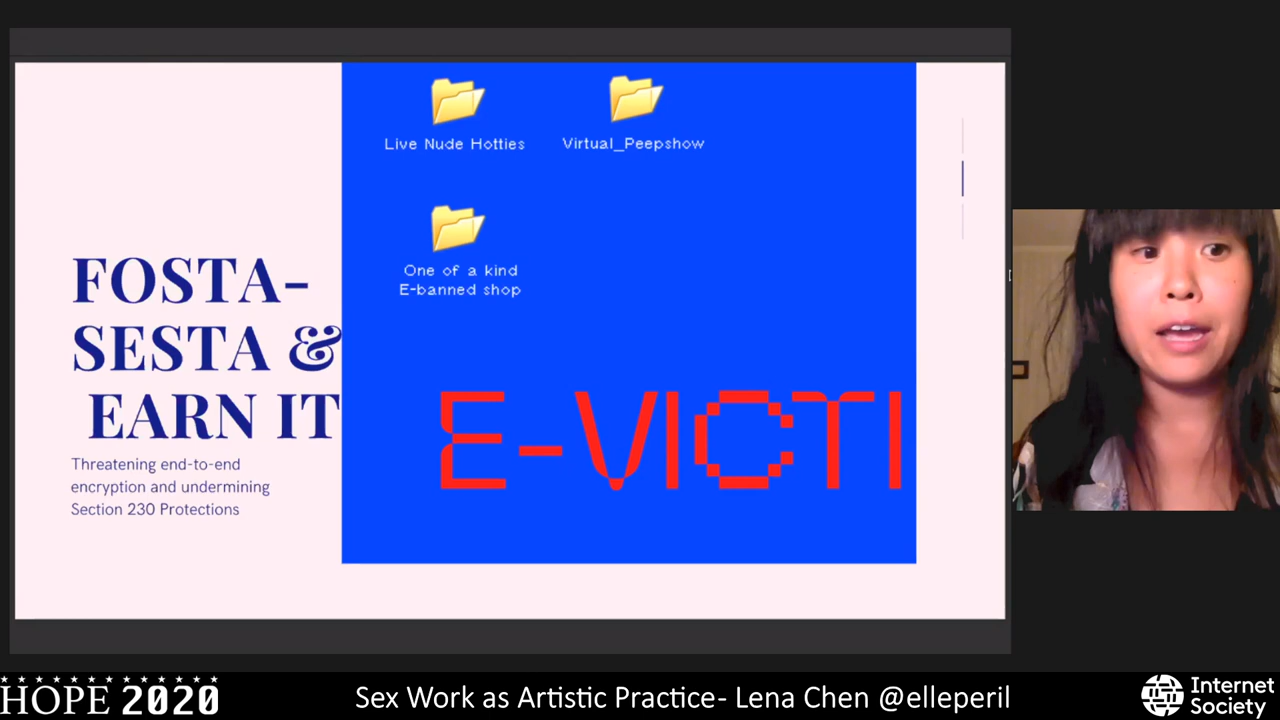 FOSTA-
SESTA &
EARN IT
Threatening end-to-end
encryption and undermining
Section 230 Protections
Live Nude Hotties
Virtual_Peepshow
One of a kind
E-banned shop
E-VICTI
HOPE 2020
Sex Work as Artistic Practice- Lena Chen @elleperil
Internet
Society